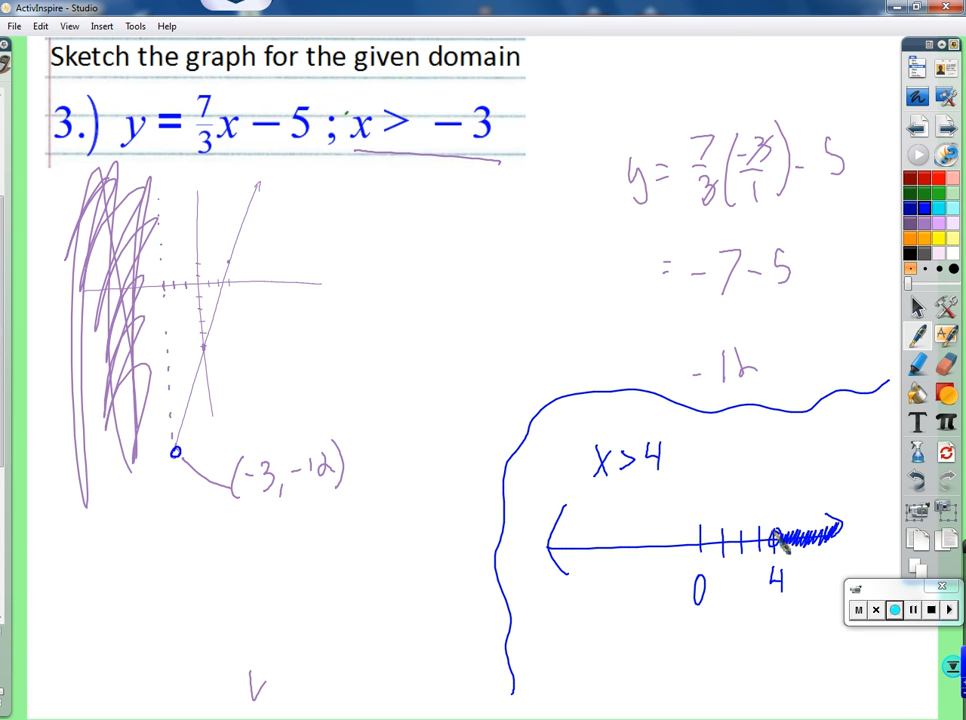 ActivInspire - Studio
File Edit View Insert Tools Help
Sketch the graph for the given domain
3.) y = 7/3 x − 5 ; x > − 3
y = 7/3 (-3/1) - 5
= - 7 - 5
- 12
(-3, -12)
x > 4
0 4
T π
M